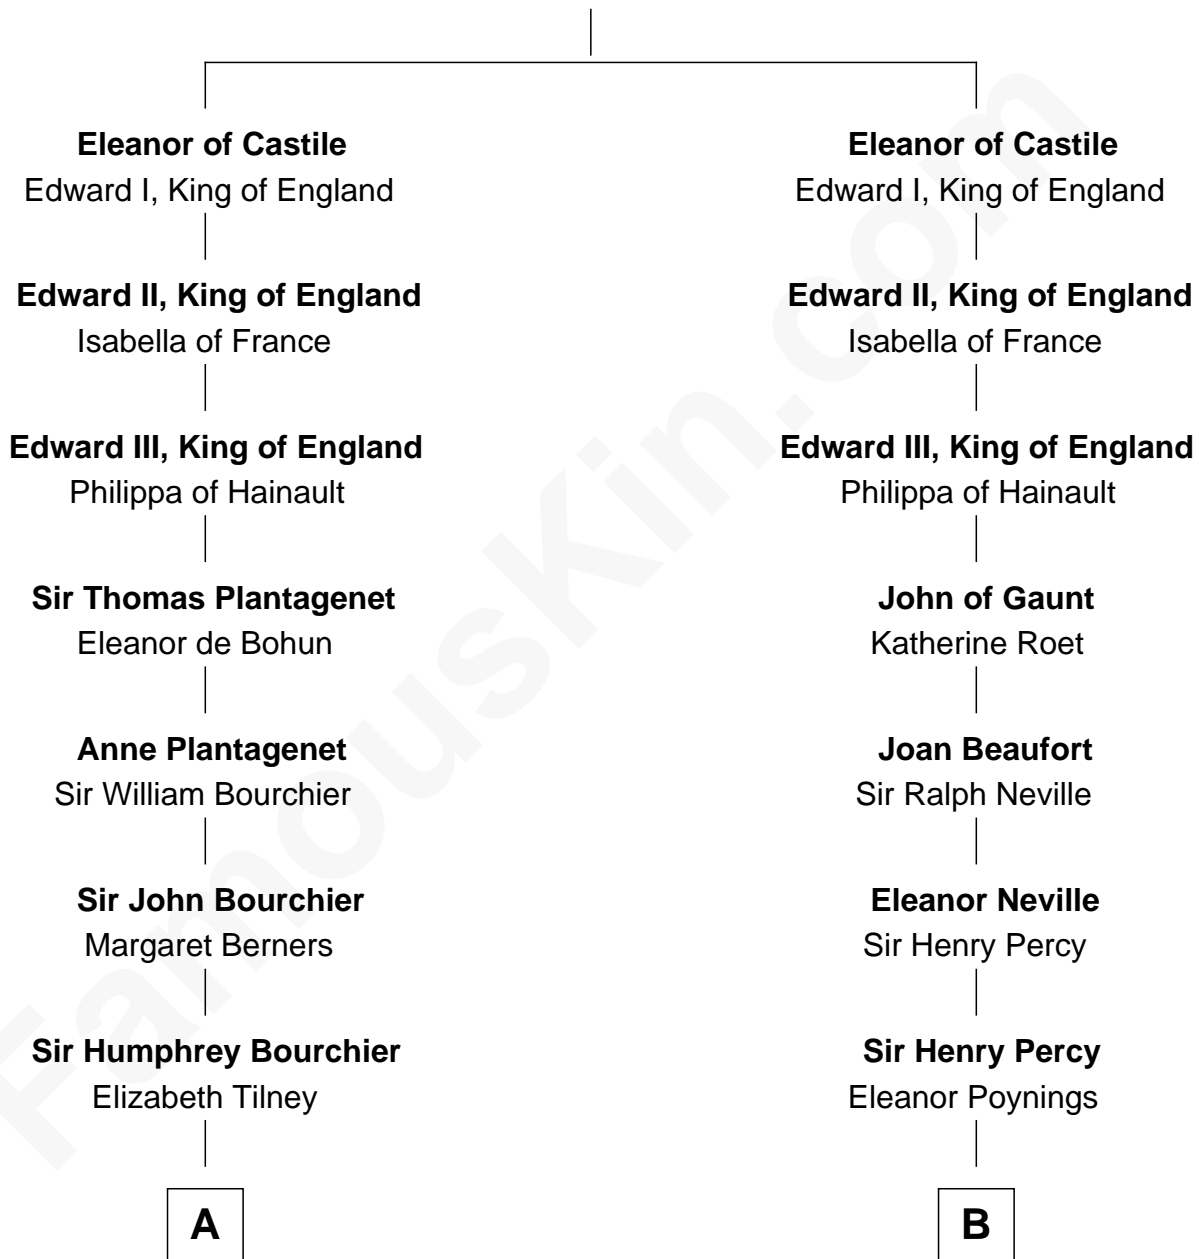 Eleanor of Castile
Edward I, King of England
Edward II, King of England
Isabella of France
Edward III, King of England
Philippa of Hainault
Sir Thomas Plantagenet
Eleanor de Bohun
Anne Plantagenet
Sir William Bourchier
Sir John Bourchier
Margaret Berners
Sir Humphrey Bourchier
Elizabeth Tilney
A
Eleanor of Castile
Edward I, King of England
Edward II, King of England
Isabella of France
Edward III, King of England
Philippa of Hainault
John of Gaunt
Katherine Roet
Joan Beaufort
Sir Ralph Neville
Eleanor Neville
Sir Henry Percy
Sir Henry Percy
Eleanor Poynings
B
FamousKin.com